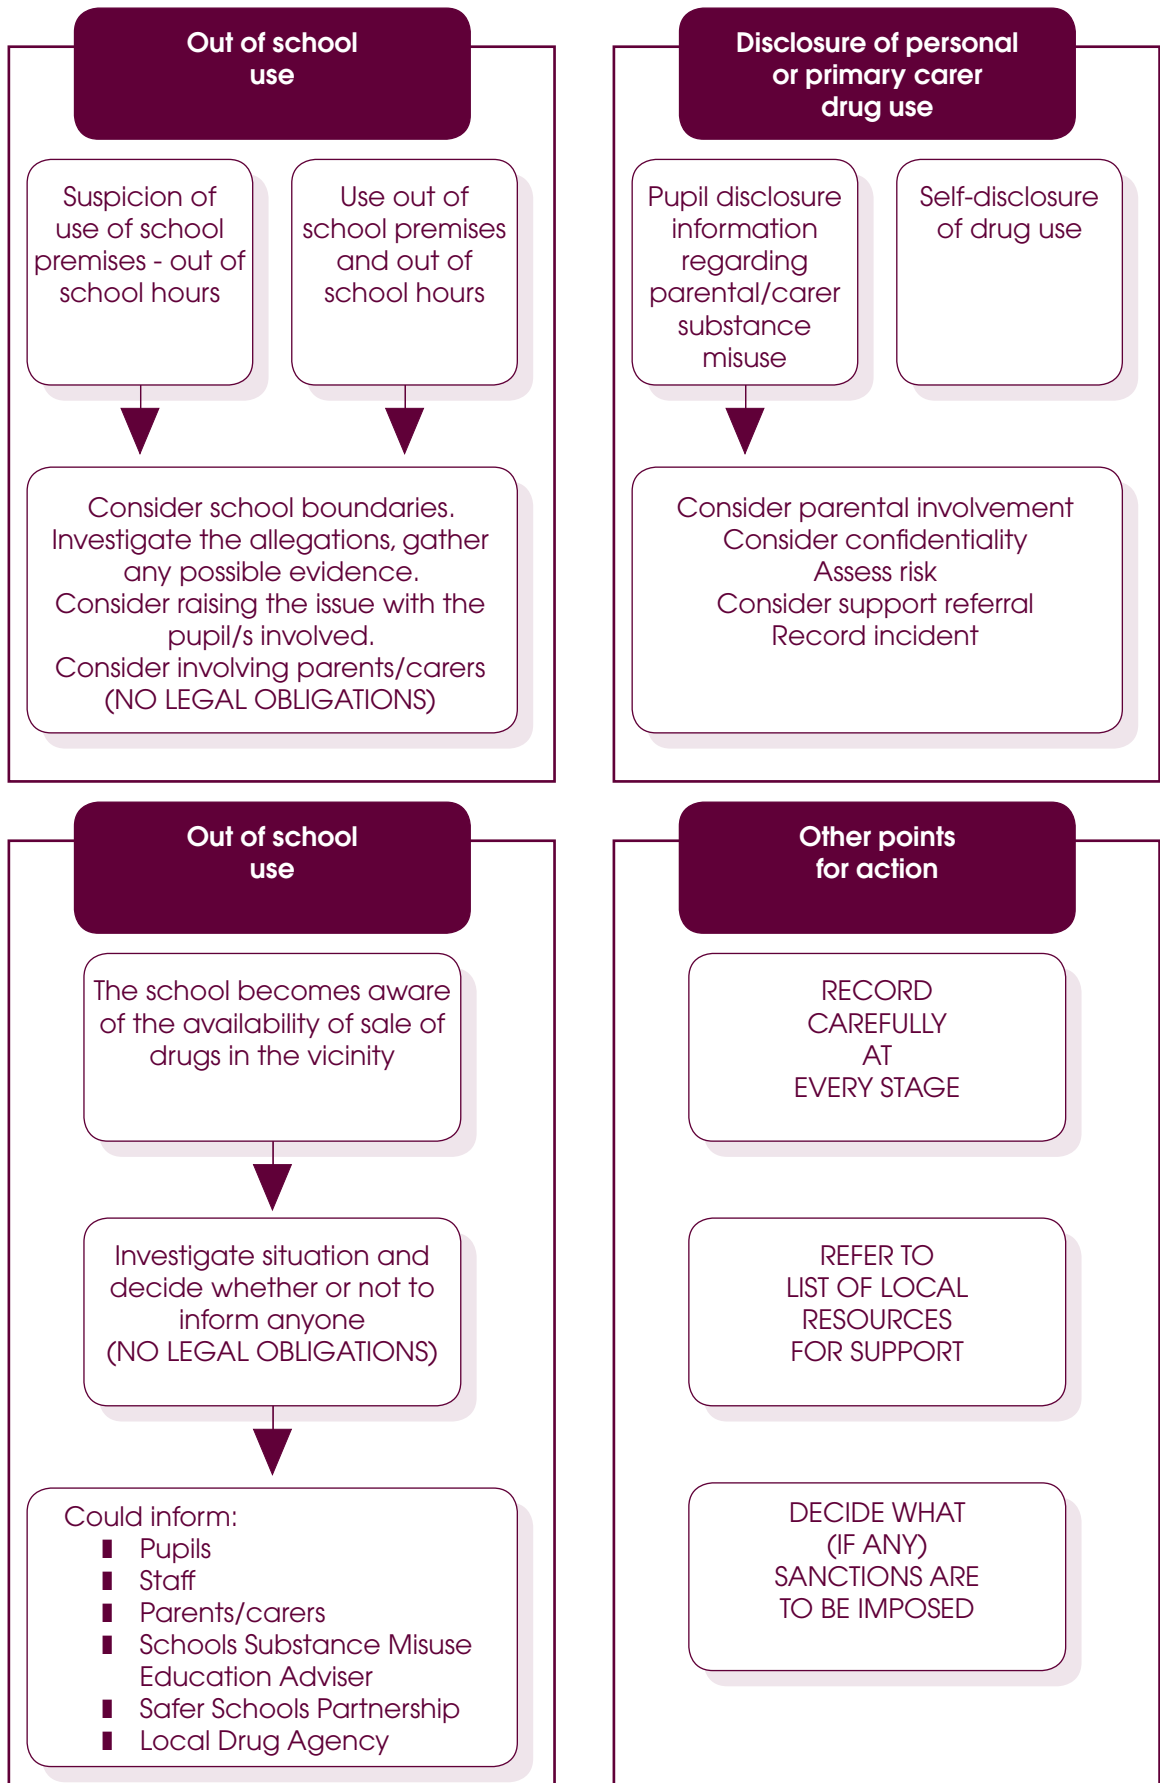 Out of school
use
Suspicion of
use of school
premises - out of
school hours
Use out of
school premises
and out of
school hours
Consider school boundaries.
Investigate the allegations, gather
any possible evidence.
Consider raising the issue with the
pupil/s involved.
Consider involving parents/carers
(NO LEGAL OBLIGATIONS)
Disclosure of personal
or primary carer
drug use
Pupil disclosure
information
regarding
parental/carer
substance
misuse
Self-disclosure
of drug use
Consider parental involvement
Consider confidentiality
Assess risk
Consider support referral
Record incident
Out of school
use
The school becomes aware
of the availability of sale of
drugs in the vicinity
Investigate situation and
decide whether or not to
inform anyone
(NO LEGAL OBLIGATIONS)
Could inform:
Pupils
Staff
Parents/carers
Schools Substance Misuse
Education Adviser
Safer Schools Partnership
Local Drug Agency
Other points
for action
RECORD
CAREFULLY
AT
EVERY STAGE
REFER TO
LIST OF LOCAL
RESOURCES
FOR SUPPORT
DECIDE WHAT
(IF ANY)
SANCTIONS ARE
TO BE IMPOSED